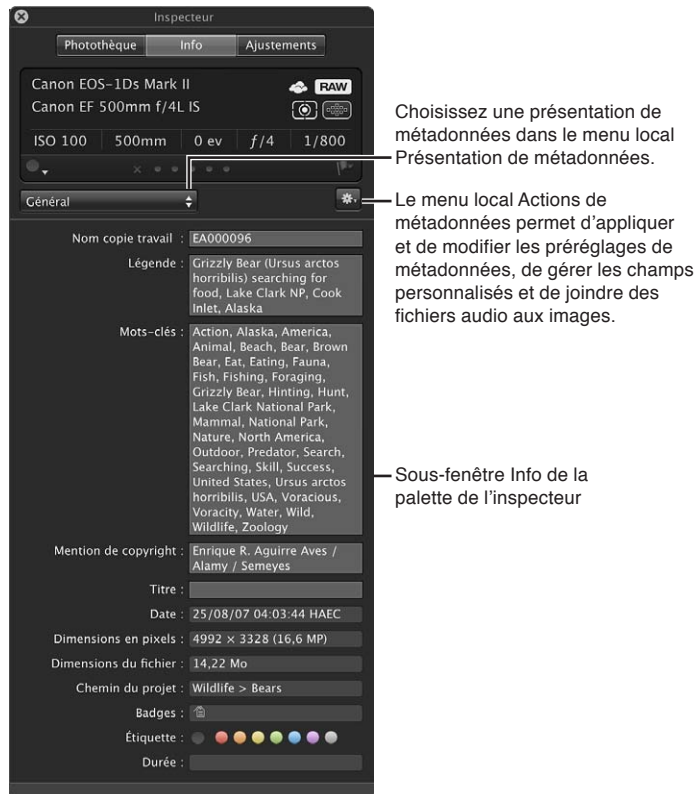 Inspecteur
Photothèque Info Ajustements
Canon EOS-1Ds Mark II
RAW
Canon EF 500mm f/4L IS
ISO 100 500mm 0 ev ƒ/4 1/800
Général
Nom copie travail : EA000096
Légende : Grizzly Bear (Ursus arctos
horribilis) searching for
food, Lake Clark NP, Cook
Inlet, Alaska
Mots-clés : Action, Alaska, America,
Animal, Beach, Bear, Brown
Bear, Eat, Eating, Fauna,
Fish, Fishing, Foraging,
Grizzly Bear, Hinting, Hunt,
Lake Clark National Park,
Mammal, National Park,
Nature, North America,
Outdoor, Predator, Search,
Searching, Skill, Success,
United States, Ursus arctos
horribilis, USA, Voracious,
Voracity, Water, Wild,
Wildlife, Zoology
Mention de copyright : Enrique R. Aguirre Aves /
Alamy / Semeyes
Titre :
Date : 25/08/07 04:03:44 HAEC
Dimensions en pixels : 4992 × 3328 (16,6 MP)
Dimensions du fichier : 14,22 Mo
Chemin du projet : Wildlife > Bears
Badges :
Étiquette :
Durée :
Choisissez une présentation de
métadonnées dans le menu local
Présentation de métadonnées.
Le menu local Actions de
métadonnées permet d'appliquer
et de modifier les préréglages de
métadonnées, de gérer les champs
personnalisés et de joindre des
fichiers audio aux images.
Sous-fenêtre Info de la
palette de l'inspecteur